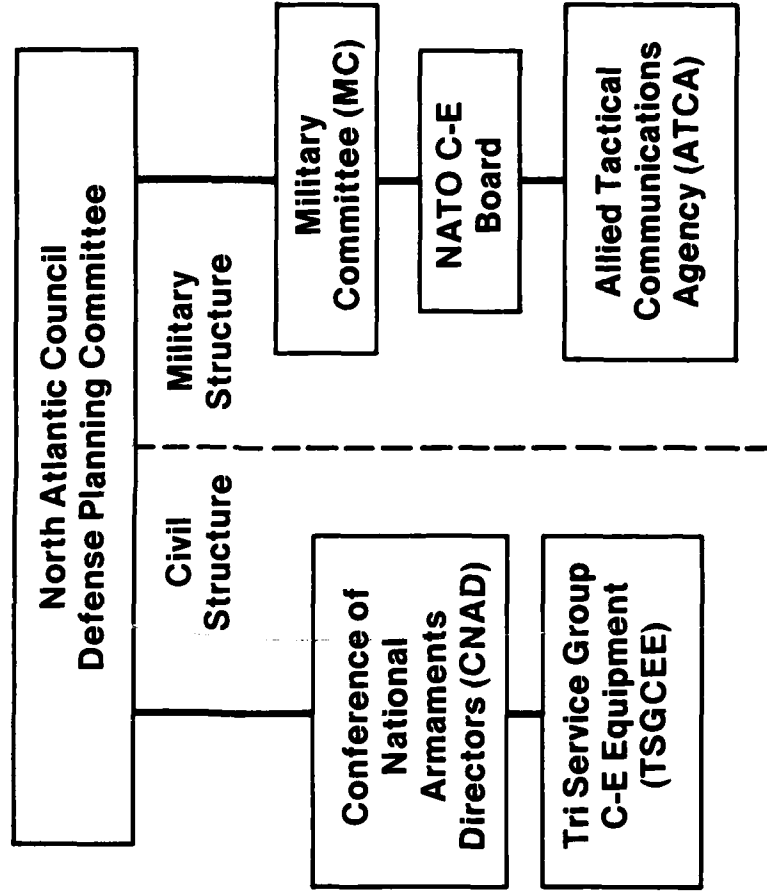 North Atlantic Council
Defense Planning Committee
Civil
Structure
Military
Structure
Conference of
National
Armaments
Directors (CNAD)
Tri Service Group
C-E Equipment
(TSGCEE)
Military
Committee (MC)
NATO C-E
Board
Allied Tactical
Communications
Agency (ATCA)